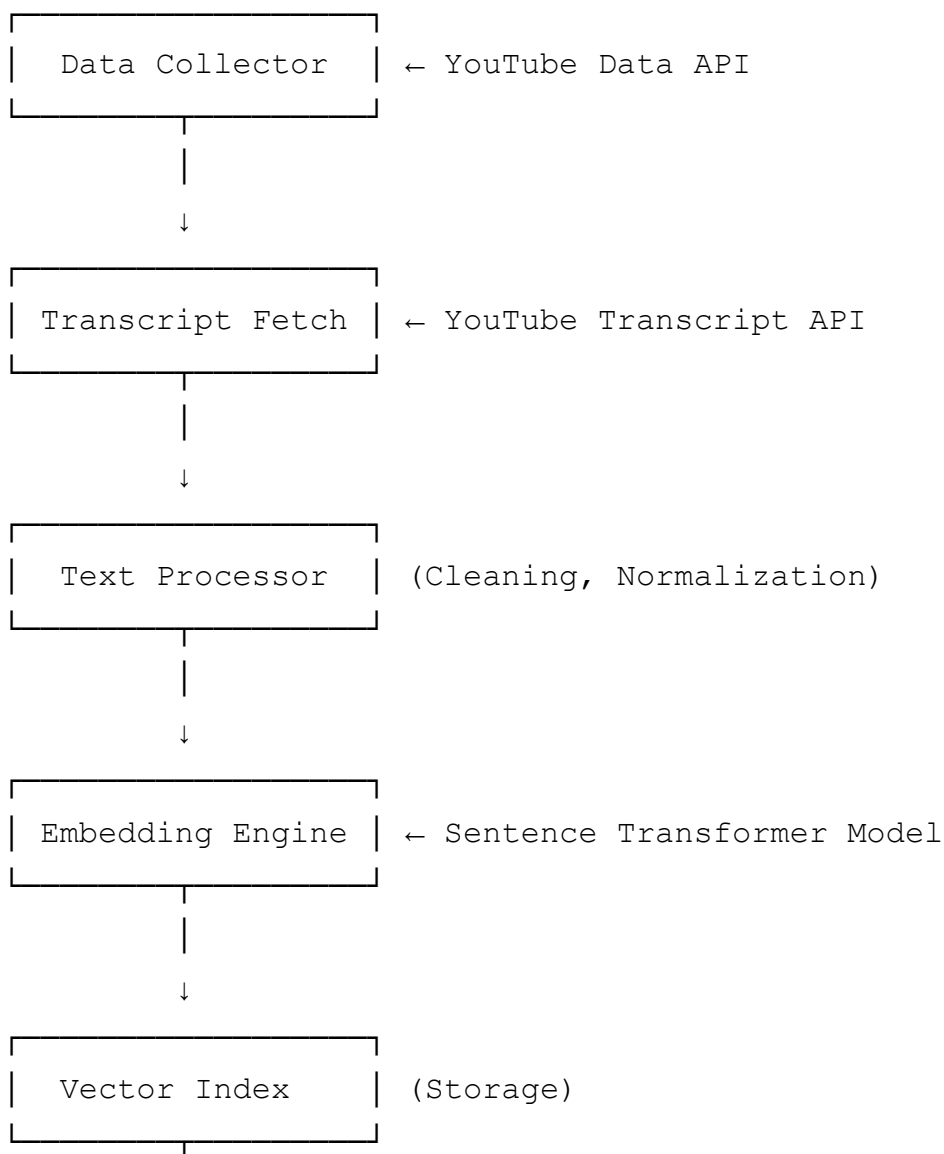 Data Collector ← YouTube Data API
↓
Transcript Fetch ← YouTube Transcript API
↓
Text Processor (Cleaning, Normalization)
↓
Embedding Engine ← Sentence Transformer Model
↓
Vector Index (Storage)